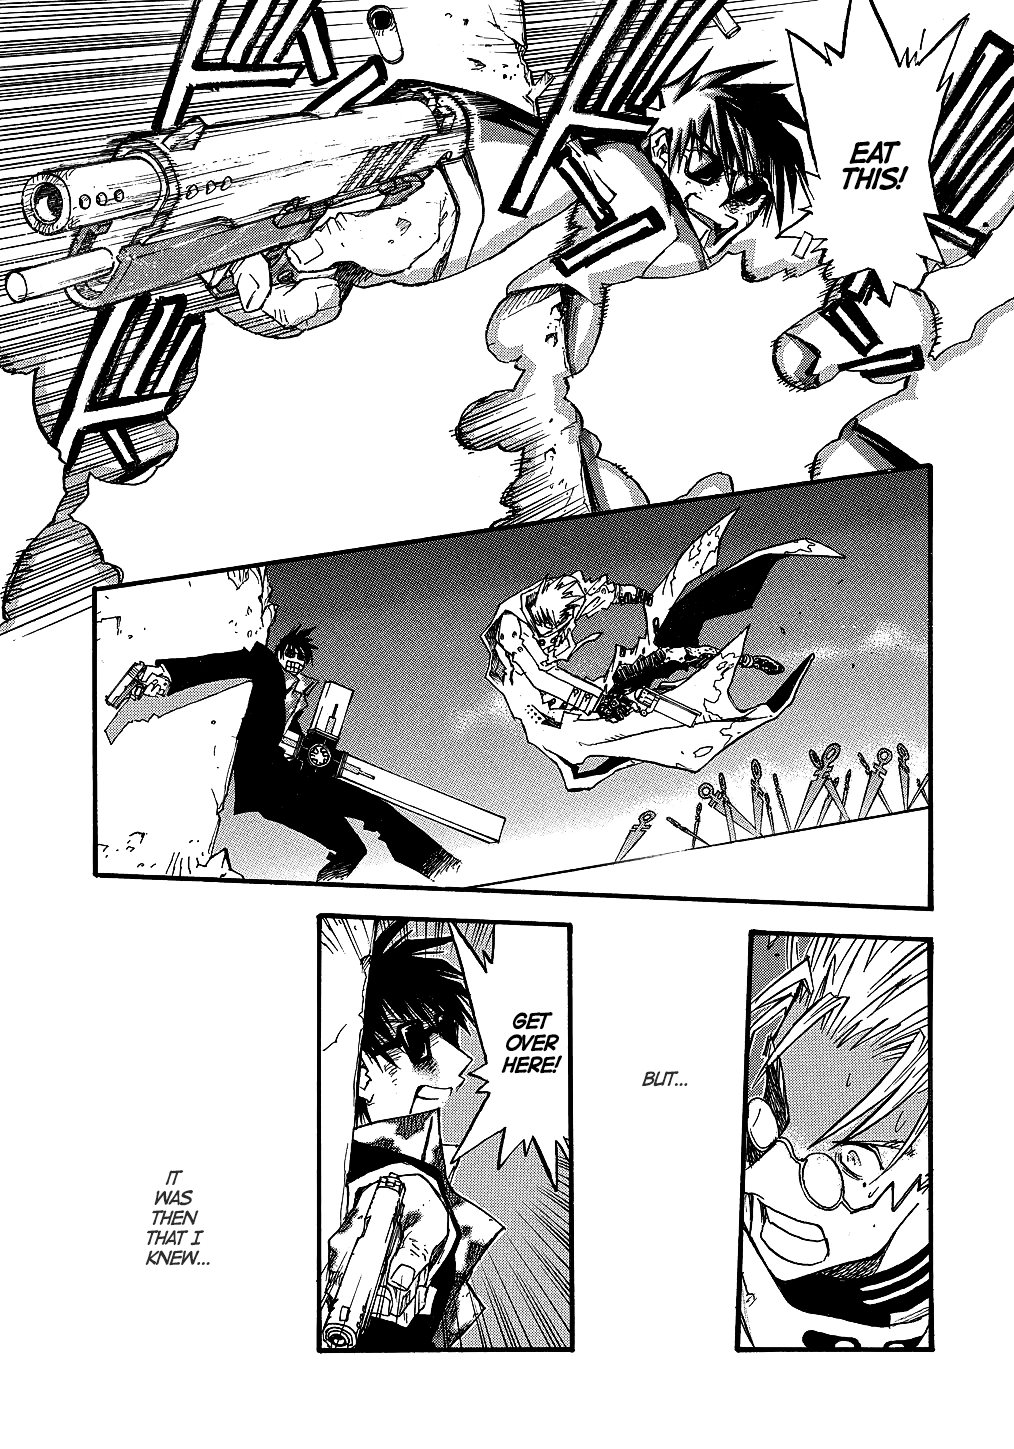 EAT
THIS!
BUT...
GET
OVER
HERE!
IT
WAS
THEN
THAT I
KNEW...